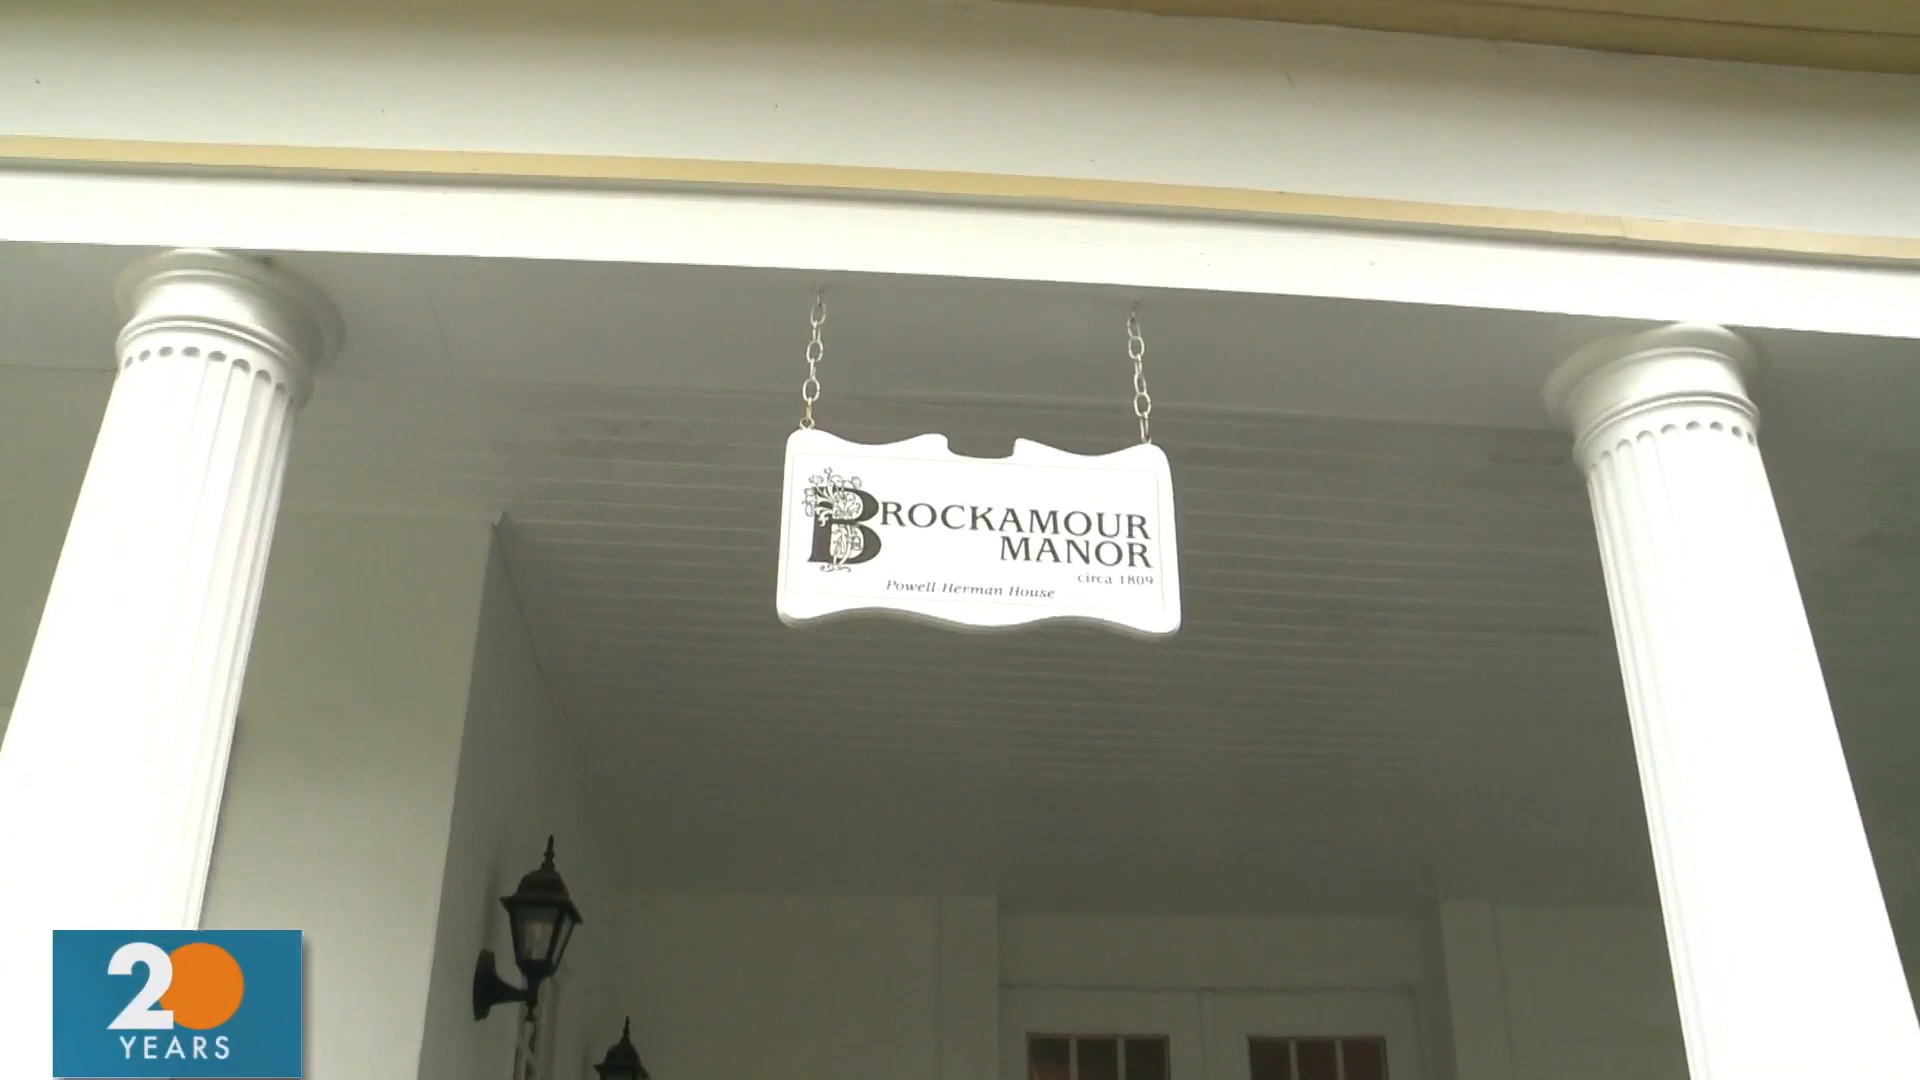 BROCKAMOUR
MANOR
circa 1809
Powell-Herman House
20
YEARS